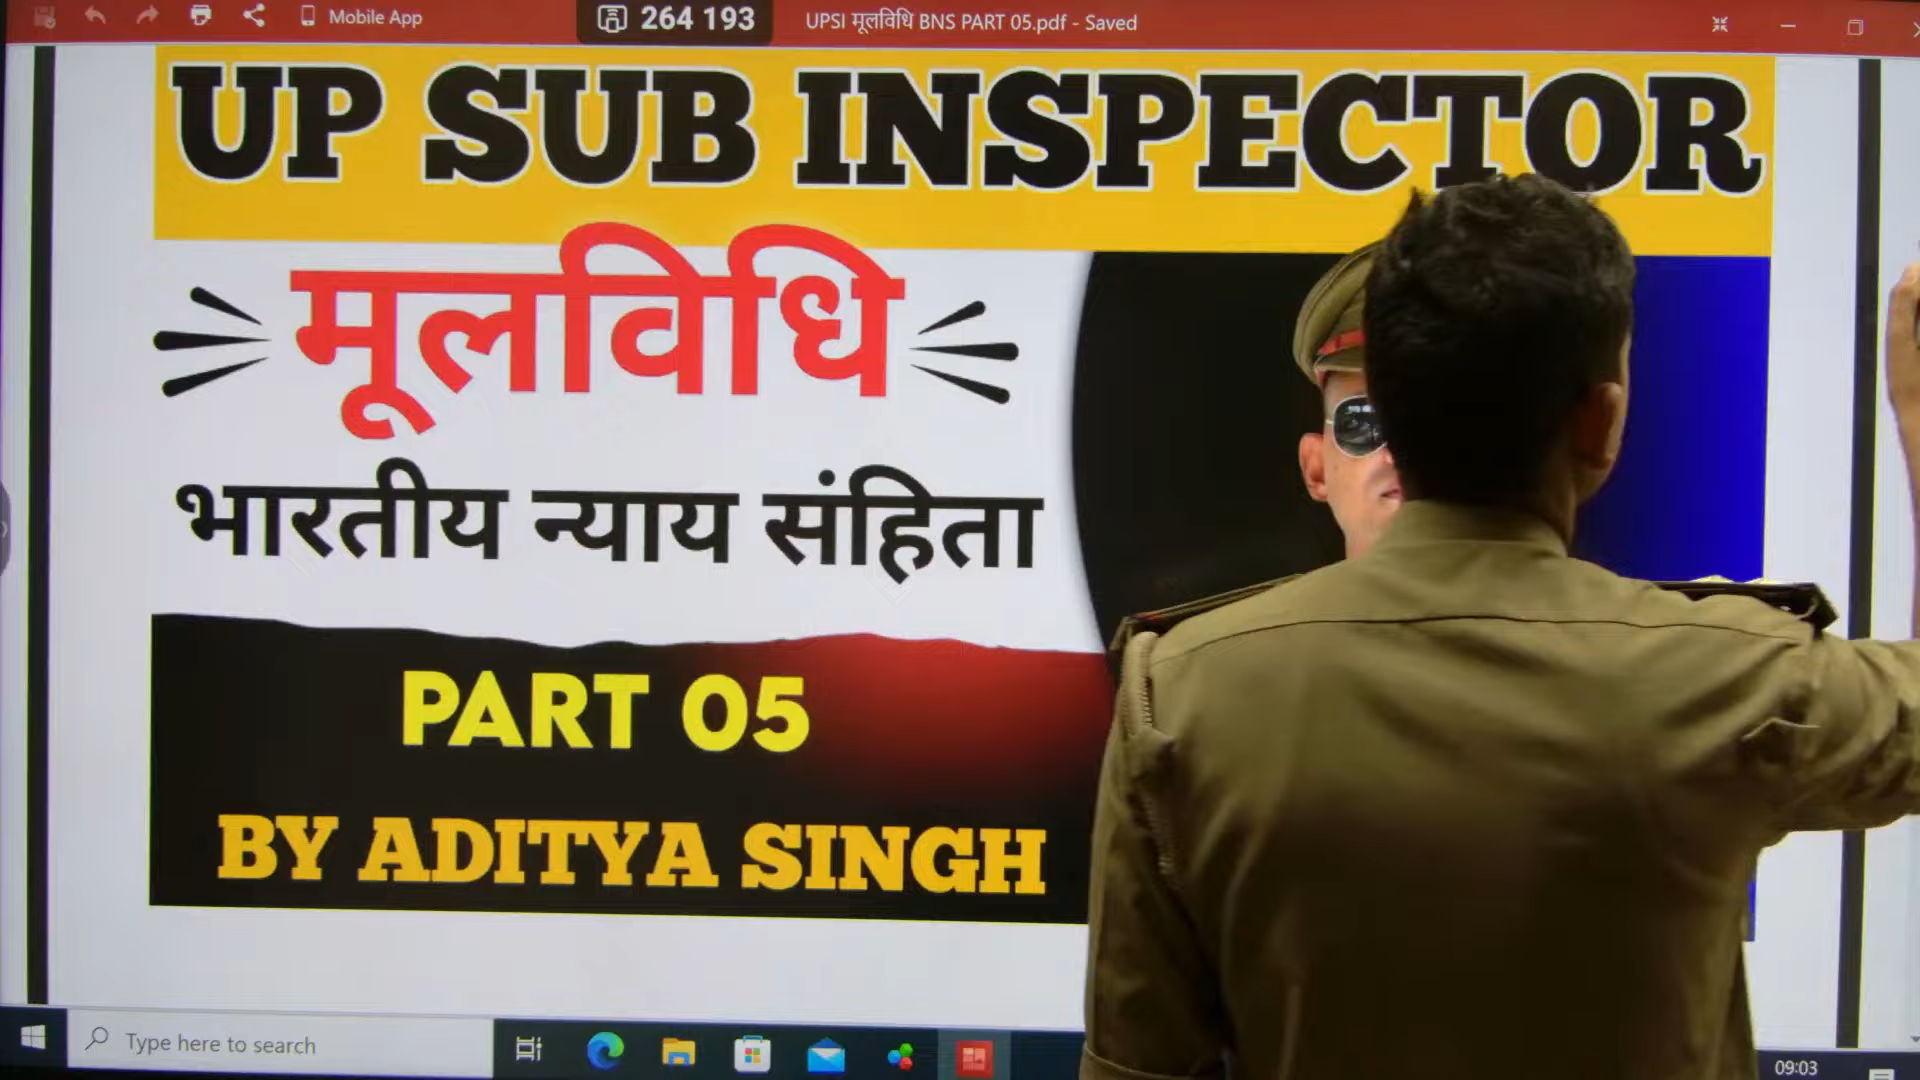 Mobile App
264 193
UPSI मूलविधि BNS PART 05.pdf - Saved
UP SUB INSPECTOR
मूलविधि
भारतीय न्याय संहिता
PART 05
BY ADITYA SINGH
Type here to search
09:03